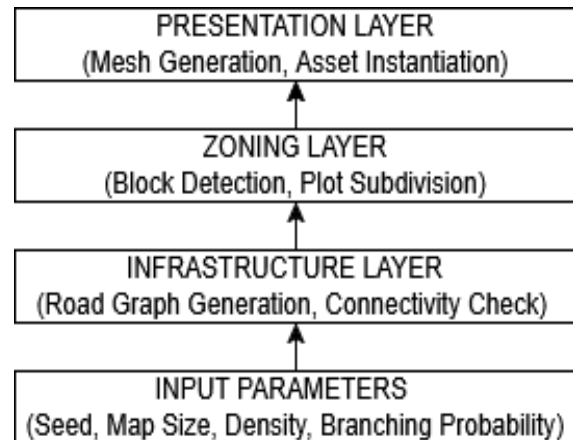 PRESENTATION LAYER
(Mesh Generation, Asset Instantiation)
ZONING LAYER
(Block Detection, Plot Subdivision)
INFRASTRUCTURE LAYER
(Road Graph Generation, Connectivity Check)
INPUT PARAMETERS
(Seed, Map Size, Density, Branching Probability)